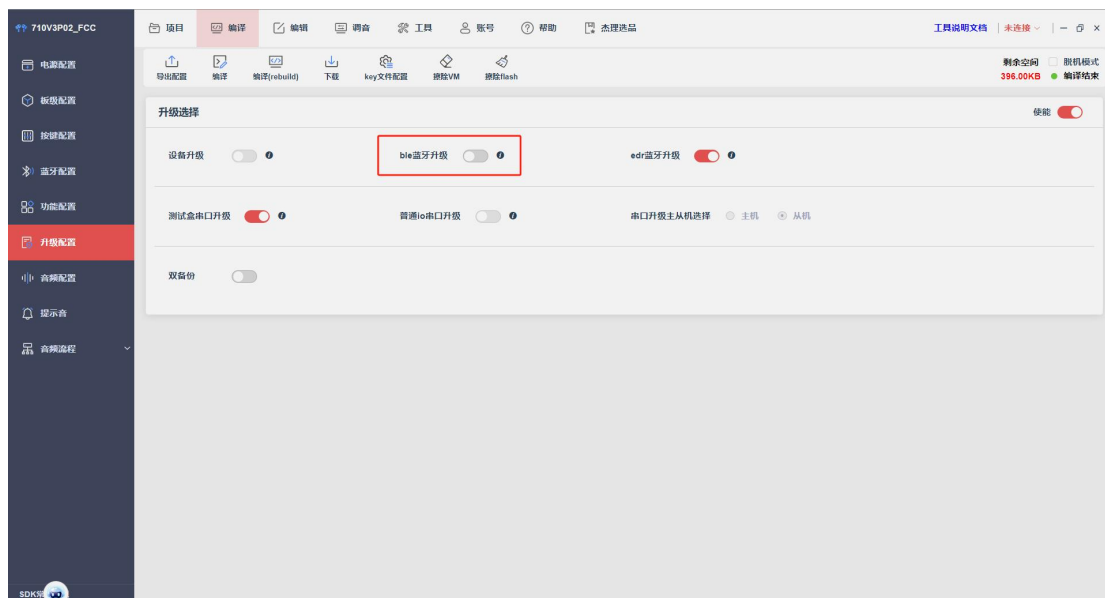 710V3P02_FCC
项目 编译 编辑 调音 工具 账号 帮助 杰理选品 工具说明文档 未连接
导出配置 编译 编译(rebuild) 下载 key文件配置 擦除VM 擦除flash
剩余空间 脱机模式
396.00KB 编译结束
电源配置
板级配置
按键配置
蓝牙配置
功能配置
升级配置
音频配置
提示音
音频流程
升级选择 使能
设备升级 ble蓝牙升级 edr蓝牙升级
测试盒串口升级 普通io串口升级 串口升级主从机选择 主机 从机
双备份